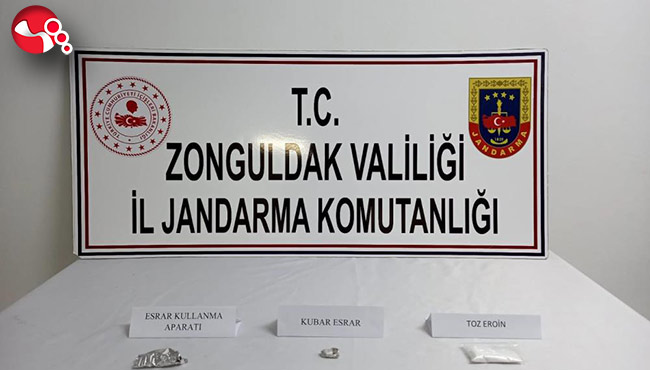 T.C.
ZONGULDAK VALİLİĞİ
İL JANDARMA KOMUTANLIĞI
JANDARMA
ESRAR KULLANMA
APARATI
KUBAR ESRAR
TOZ EROİN